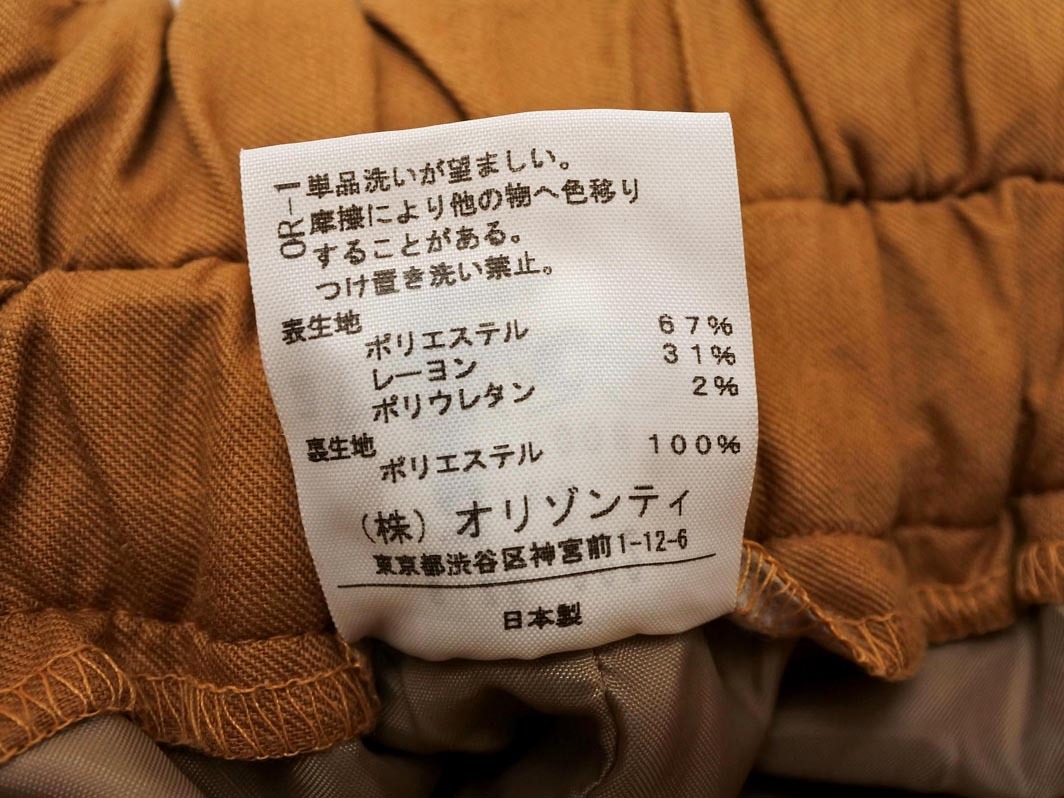 OR-1
単品洗いが望ましい。
摩擦により他の物へ色移り
することがある。
つけ置き洗い禁止。
表生地
ポリエステル 67%
レーヨン 31%
ポリウレタン 2%
裏生地
ポリエステル 100%
(株) オリゾンティ
東京都渋谷区神宮前1-12-6
日本製